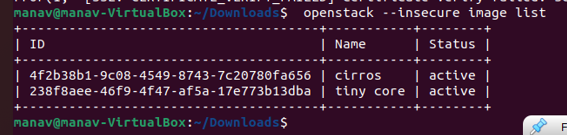 manav@manav-VirtualBox:~/Downloads$ openstack --insecure image list
+--------------------------------------+-----------+--------+
| ID                                   | Name      | Status |
+--------------------------------------+-----------+--------+
| 4f2b38b1-9c08-4549-8743-7c20780fa656 | cirros    | active |
| 238f8aee-46f9-4f47-af5a-17e773b13dba | tiny core | active |
+--------------------------------------+-----------+--------+
manav@manav-VirtualBox:~/Downloads$